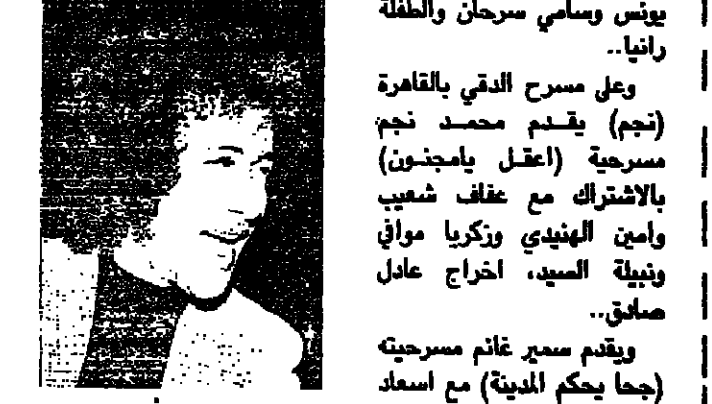 يونس وسامي سرحان والطفلة
رانيا..
وعلى مسرح الدقي بالقاهرة
(نجم) يقدم محمد نجم
مسرحية (اعقل يامجنون)
بالاشتراك مع عفاف شعيب
وامين الهنيدي وزكريا موافي
ونبيلة السيد، اخراج عادل
صادق..
ويقدم سمير غانم مسرحيته
(جحا يحكم المدينة) مع اسعاد